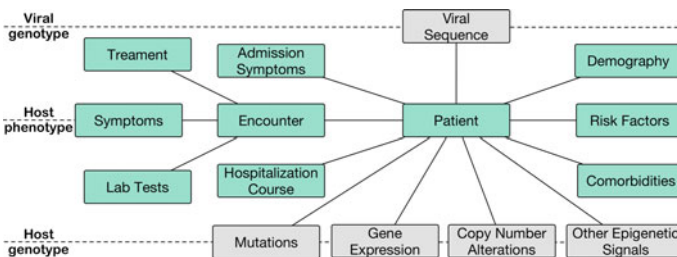 Viral
genotype
Viral
Sequence
Treament
Admission
Symptoms
Demography
Host
phenotype
Symptoms
Encounter
Patient
Risk Factors
Lab Tests
Hospitalization
Course
Comorbidities
Host
genotype
Mutations
Gene
Expression
Copy Number
Alterations
Other Epigenetic
Signals